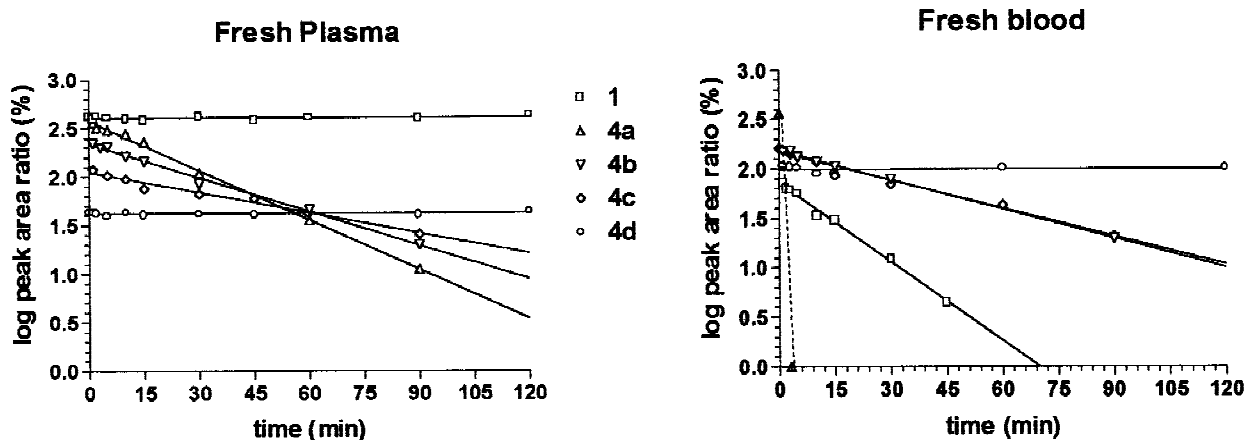 Fresh Plasma
log peak area ratio (%)
3.0
2.5
2.0
1.5
1.0
0.5
0.0
0 15 30 45 60 75 90 105 120
time (min)
1
4a
4b
4c
4d
Fresh blood
log peak area ratio (%)
3.0
2.5
2.0
1.5
1.0
0.5
0.0
0 15 30 45 60 75 90 105 120
time (min)